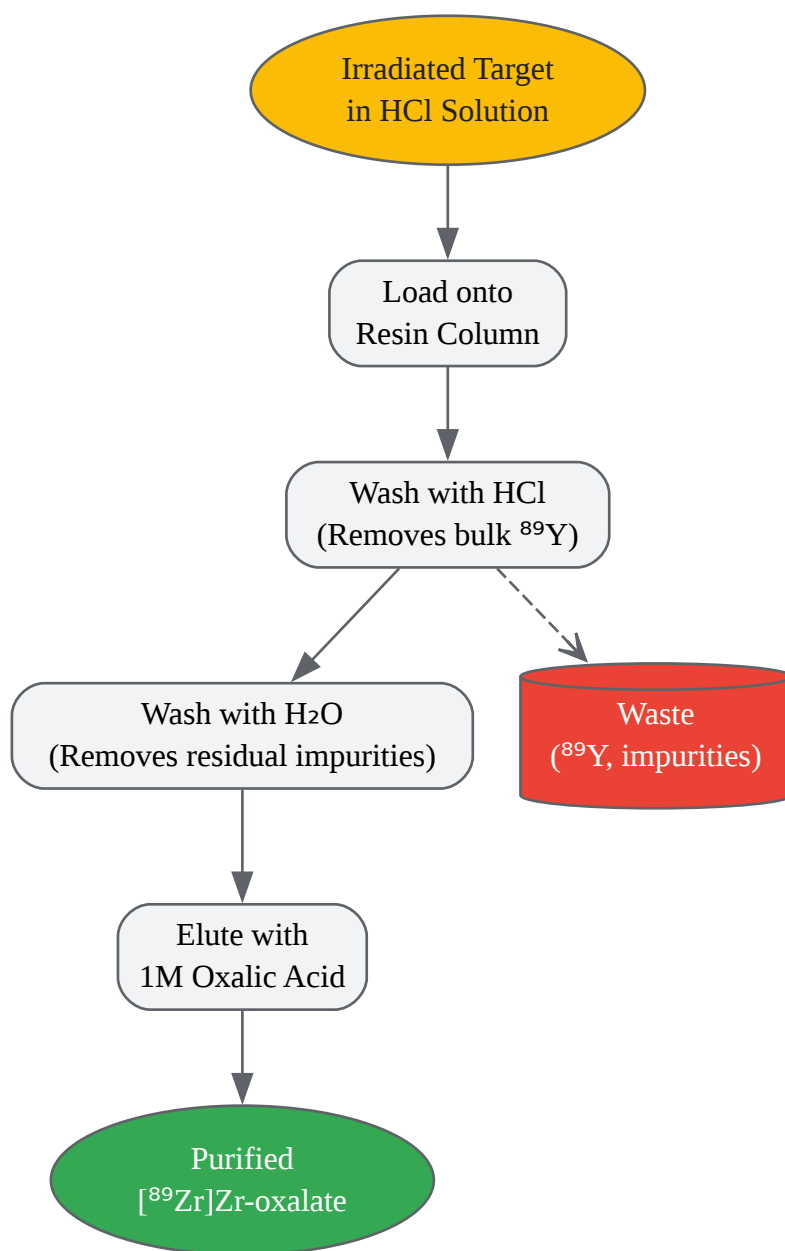 Irradiated Target
in HCl Solution
Load onto
Resin Column
Wash with HCl
(Removes bulk ⁸⁹Y)
Wash with H₂O
(Removes residual impurities)
Waste
(⁸⁹Y, impurities)
Elute with
1M Oxalic Acid
Purified
[⁸⁹Zr]Zr-oxalate